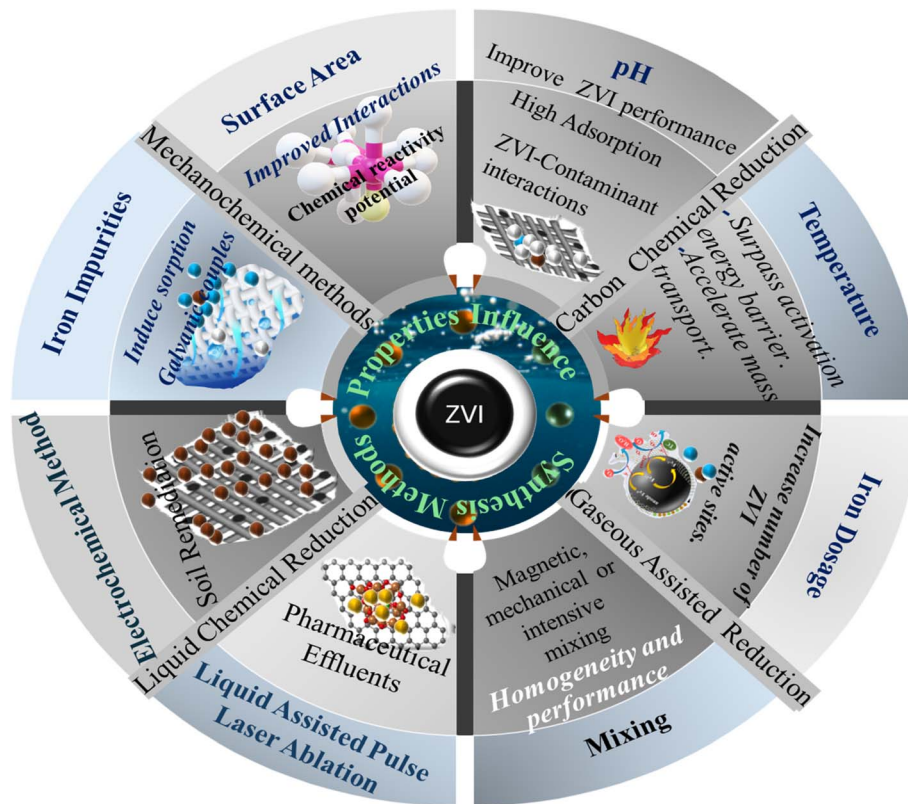 Surface Area
Improved Interactions
Chemical reactivity
potential
pH
Improve ZVI performance
High Adsorption
ZVI-Contaminant
interactions
Carbon Chemical Reduction
Temperature
- Surpass activation
energy barrier.
-Accelerate mass
transport.
Iron Dosage
Increase number of
ZVI
active sites.
Gaseous Assisted Reduction
Mixing
Magnetic,
mechanical or
intensive
mixing
Homogeneity and
performance
Liquid Assisted Pulse
Laser Ablation
Pharmaceutical
Effluents
Liquid Chemical Reduction
Electrochemical Method
Soil Remediation
Iron Impurities
Induce sorption
Galvanic couples
Mechanochemical methods
Properties Influence
ZVI
Synthesis Methods